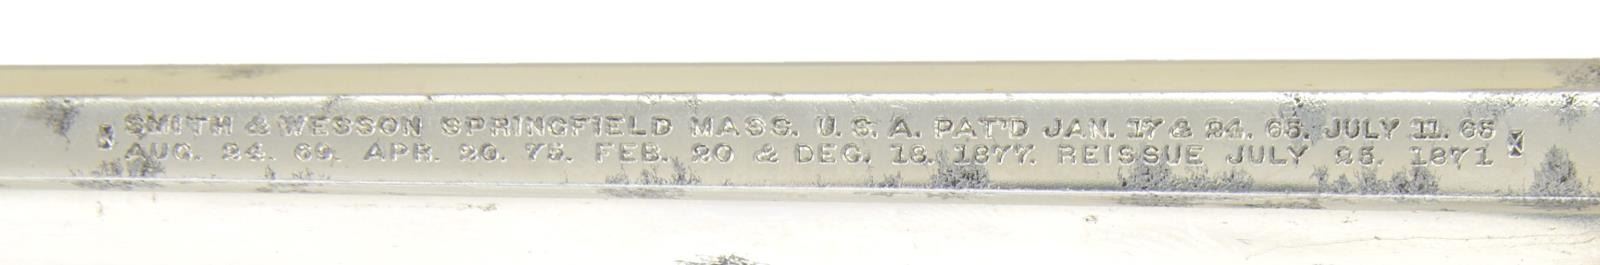 SMITH & WESSON SPRINGFIELD MASS. U.S.A. PAT'D JAN. 17 & 24. 65. JULY 11. 65
AUG. 24. 69. APR. 20. 75. FEB. 20 & DEC. 18. 1877. REISSUE JULY 25. 1871